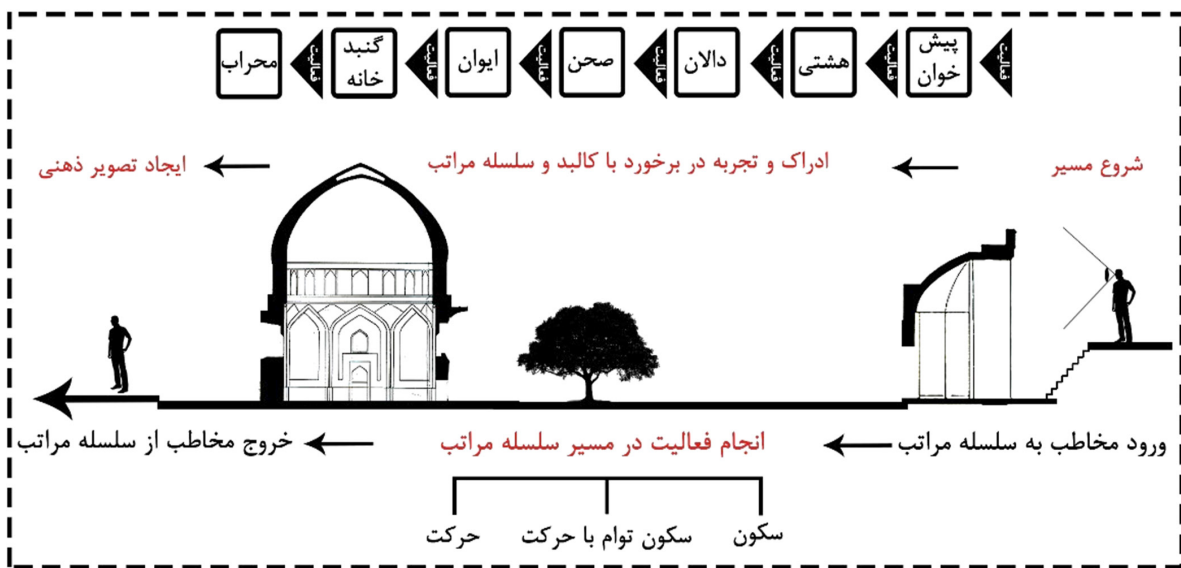 فعالیت
پیش
خوان
فعالیت
هشتی
فعالیت
دالان
فعالیت
صحن
فعالیت
ایوان
فعالیت
گنبد
خانه
فعالیت
محراب
شروع مسیر
ادراک و تجربه در برخورد با کالبد و سلسله مراتب
ایجاد تصویر ذهنی
ورود مخاطب به سلسله مراتب
انجام فعالیت در مسیر سلسله مراتب
خروج مخاطب از سلسله مراتب
سکون
سکون توام با حرکت
حرکت